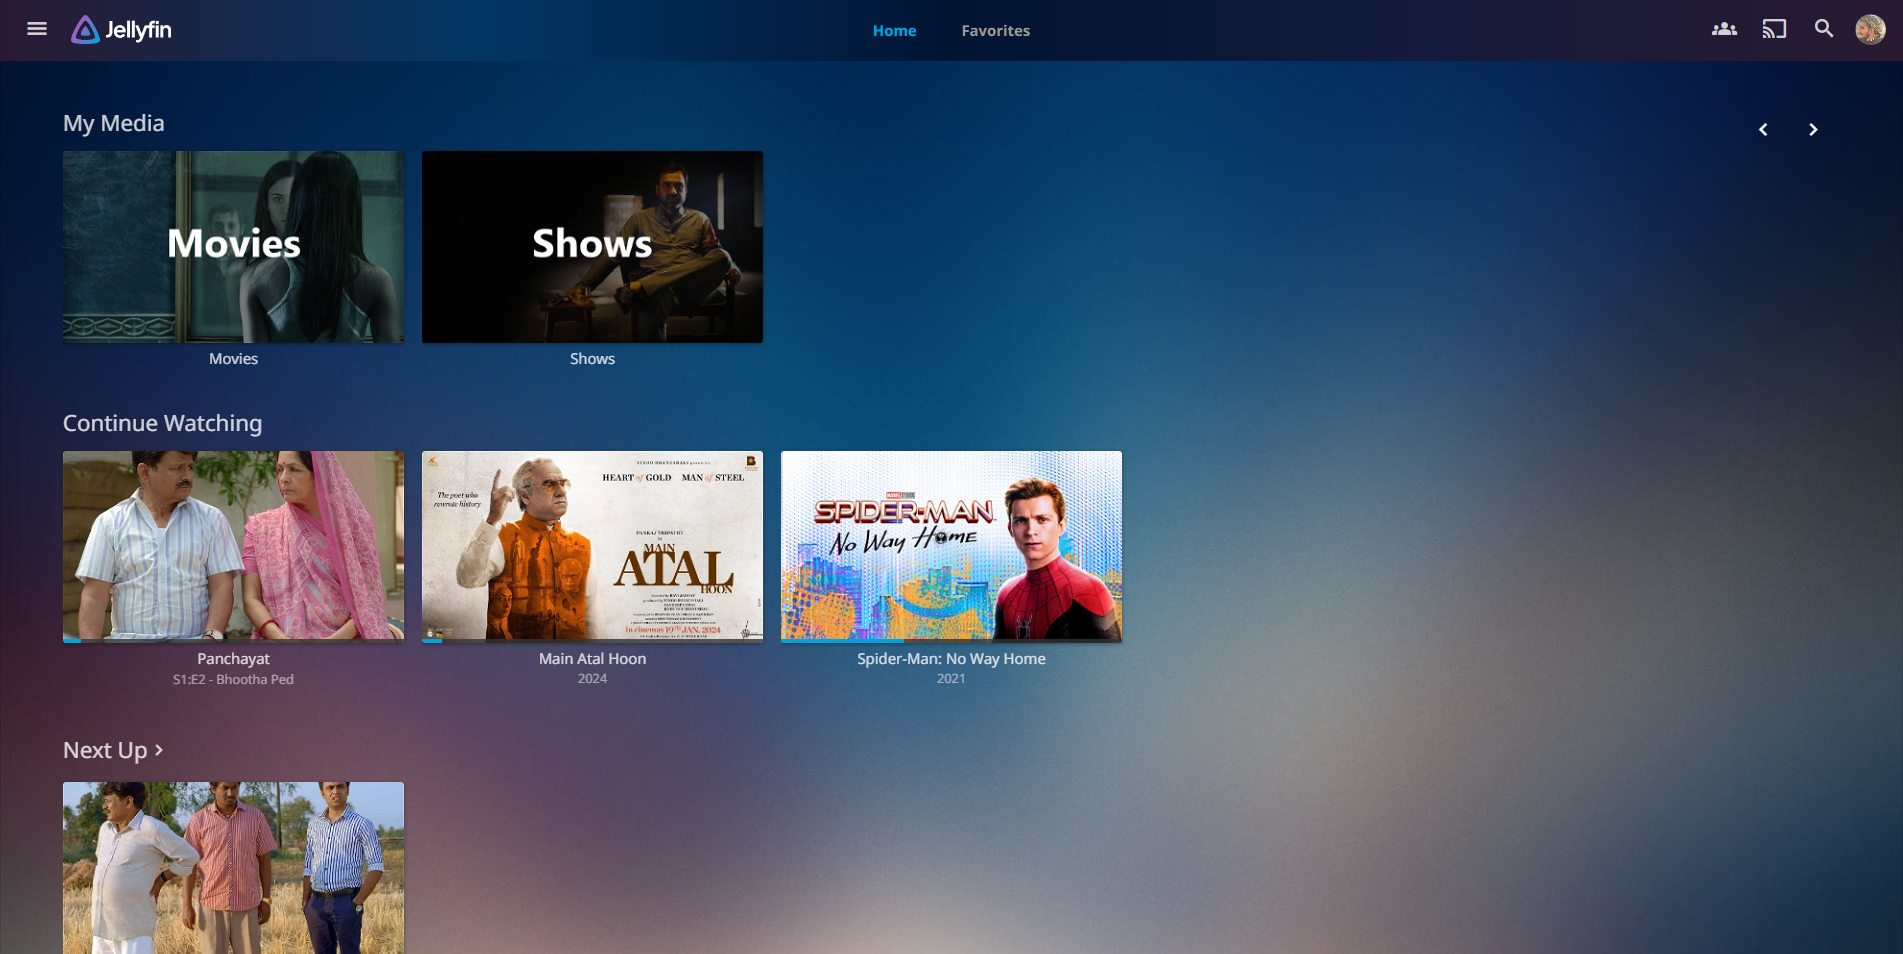 Jellyfin
Home
Favorites
My Media
Movies
Shows
Movies
Shows
Continue Watching
The poet who
rewrote history
HEART of GOLD MAN of STEEL
PANKAJ TRIPATHI
MAIN
ATAL
HOON
In cinemas 19TH JAN, 2024
MARVEL STUDIOS
SPIDER-MAN
No Way Home
Panchayat
S1:E2 - Bhootha Ped
Main Atal Hoon
2024
Spider-Man: No Way Home
2021
Next Up